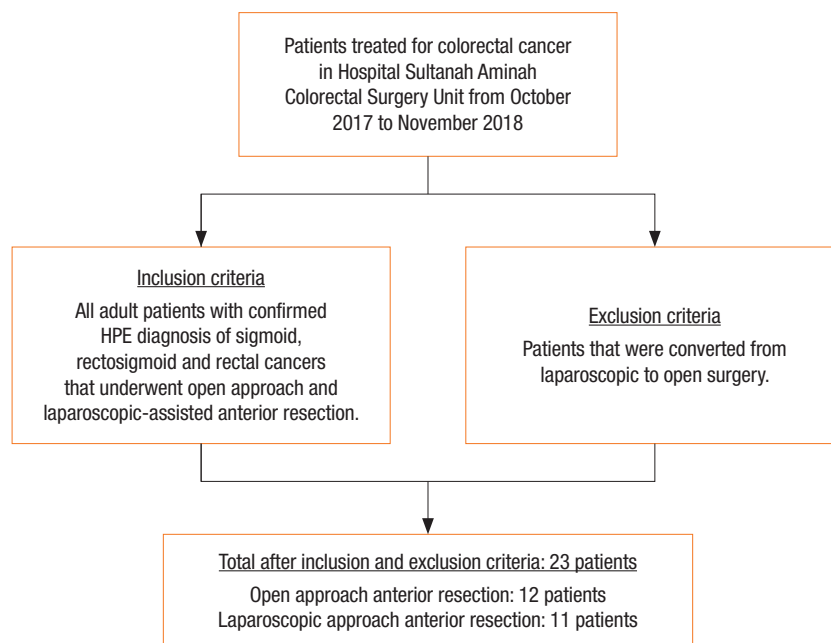 Patients treated for colorectal cancer
in Hospital Sultanah Aminah
Colorectal Surgery Unit from October
2017 to November 2018
Inclusion criteria
All adult patients with confirmed
HPE diagnosis of sigmoid,
rectosigmoid and rectal cancers
that underwent open approach and
laparoscopic-assisted anterior resection.
Exclusion criteria
Patients that were converted from
laparoscopic to open surgery.
Total after inclusion and exclusion criteria: 23 patients
Open approach anterior resection: 12 patients
Laparoscopic approach anterior resection: 11 patients